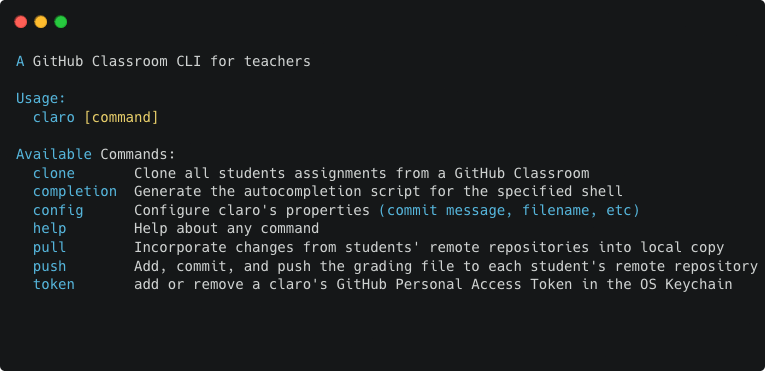 A GitHub Classroom CLI for teachers
Usage:
claro [command]
Available Commands:
clone Clone all students assignments from a GitHub Classroom
completion Generate the autocompletion script for the specified shell
config Configure claro's properties (commit message, filename, etc)
help Help about any command
pull Incorporate changes from students' remote repositories into local copy
push Add, commit, and push the grading file to each student's remote repository
token add or remove a claro's GitHub Personal Access Token in the OS Keychain